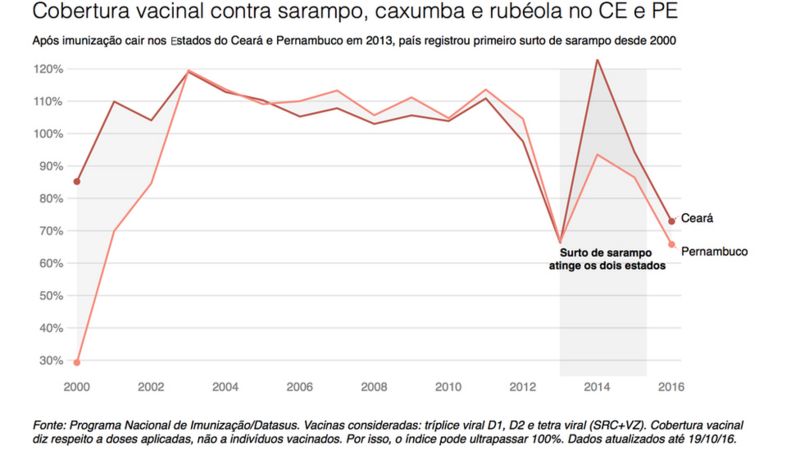 Cobertura vacinal contra sarampo, caxumba e rubéola no CE e PE
Após imunização cair nos Estados do Ceará e Pernambuco em 2013, país registrou primeiro surto de sarampo desde 2000
120%
110%
100%
90%
80%
70%
60%
50%
40%
30%
Ceará
Pernambuco
Surto de sarampo
atinge os dois estados
2000 2002 2004 2006 2008 2010 2012 2014 2016
Fonte: Programa Nacional de Imunização/Datasus. Vacinas consideradas: tríplice viral D1, D2 e tetra viral (SRC+VZ). Cobertura vacinal
diz respeito a doses aplicadas, não a indivíduos vacinados. Por isso, o índice pode ultrapassar 100%. Dados atualizados até 19/10/16.